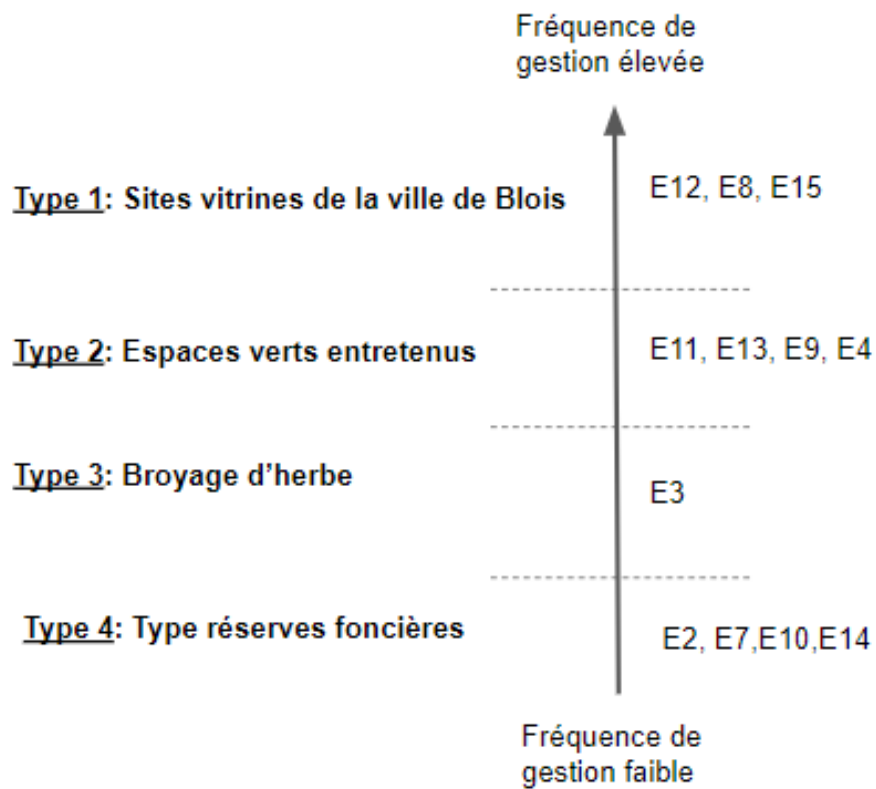 Fréquence de
gestion élevée
Type 1: Sites vitrines de la ville de Blois
E12, E8, E15
Type 2: Espaces verts entretenus
E11, E13, E9, E4
Type 3: Broyage d'herbe
E3
Type 4: Type réserves foncières
E2, E7,E10,E14
Fréquence de
gestion faible